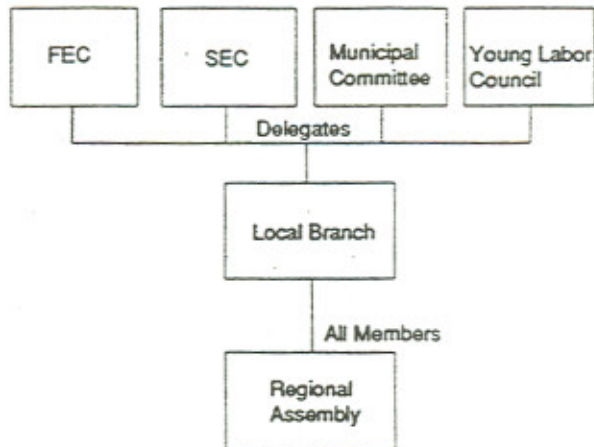 FEC
SEC
Municipal
Committee
Young Labor
Council
Delegates
Local Branch
All Members
Regional
Assembly